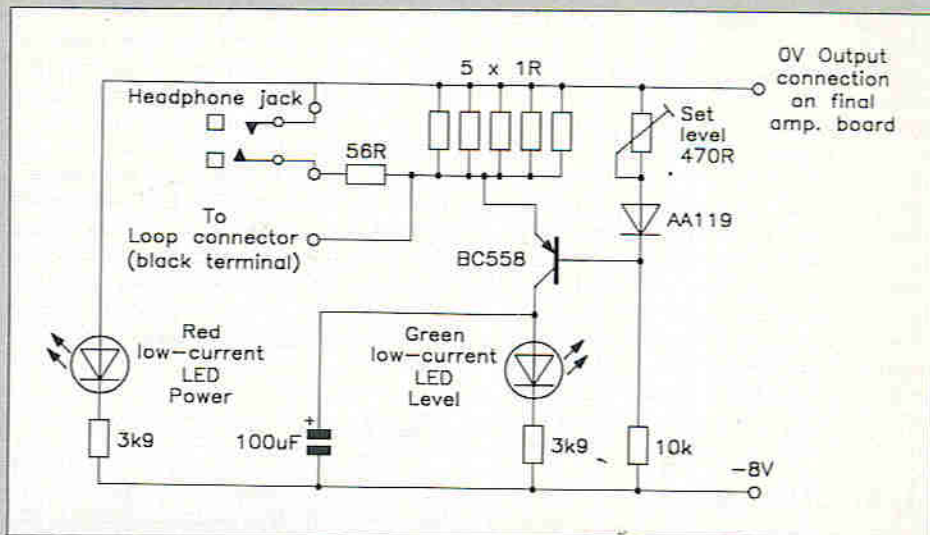 5 x 1R
0V Output
connection
on final
amp. board
Headphone jack
Set
level
470R
56R
AA119
To
Loop connector
(black terminal)
BC558
Red
low-current
LED
Power
Green
low-current
LED
Level
3k9
+
100uF
3k9
10k
-8V